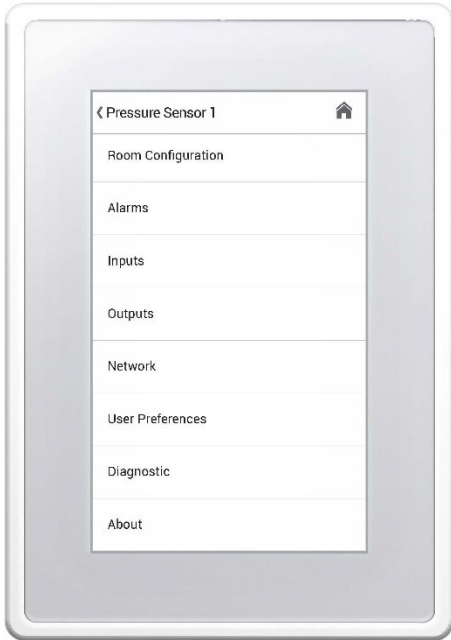 Pressure Sensor 1
Room Configuration
Alarms
Inputs
Outputs
Network
User Preferences
Diagnostic
About